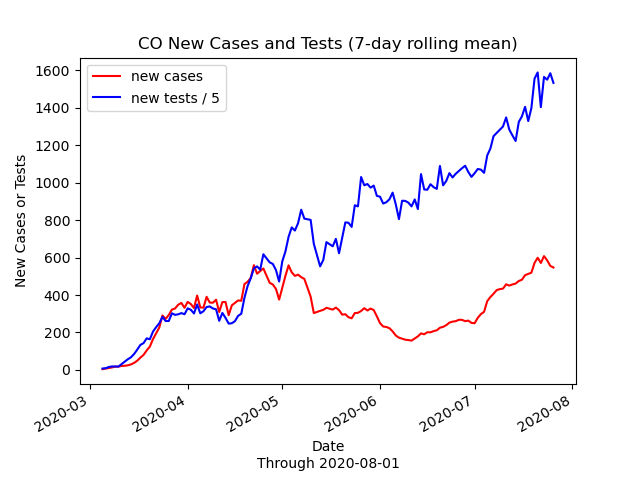 CO New Cases and Tests (7-day rolling mean)
new cases
new tests / 5
New Cases or Tests
1600
1400
1200
1000
800
600
400
200
0
2020-03
2020-04
2020-05
2020-06
2020-07
2020-08
Date
Through 2020-08-01